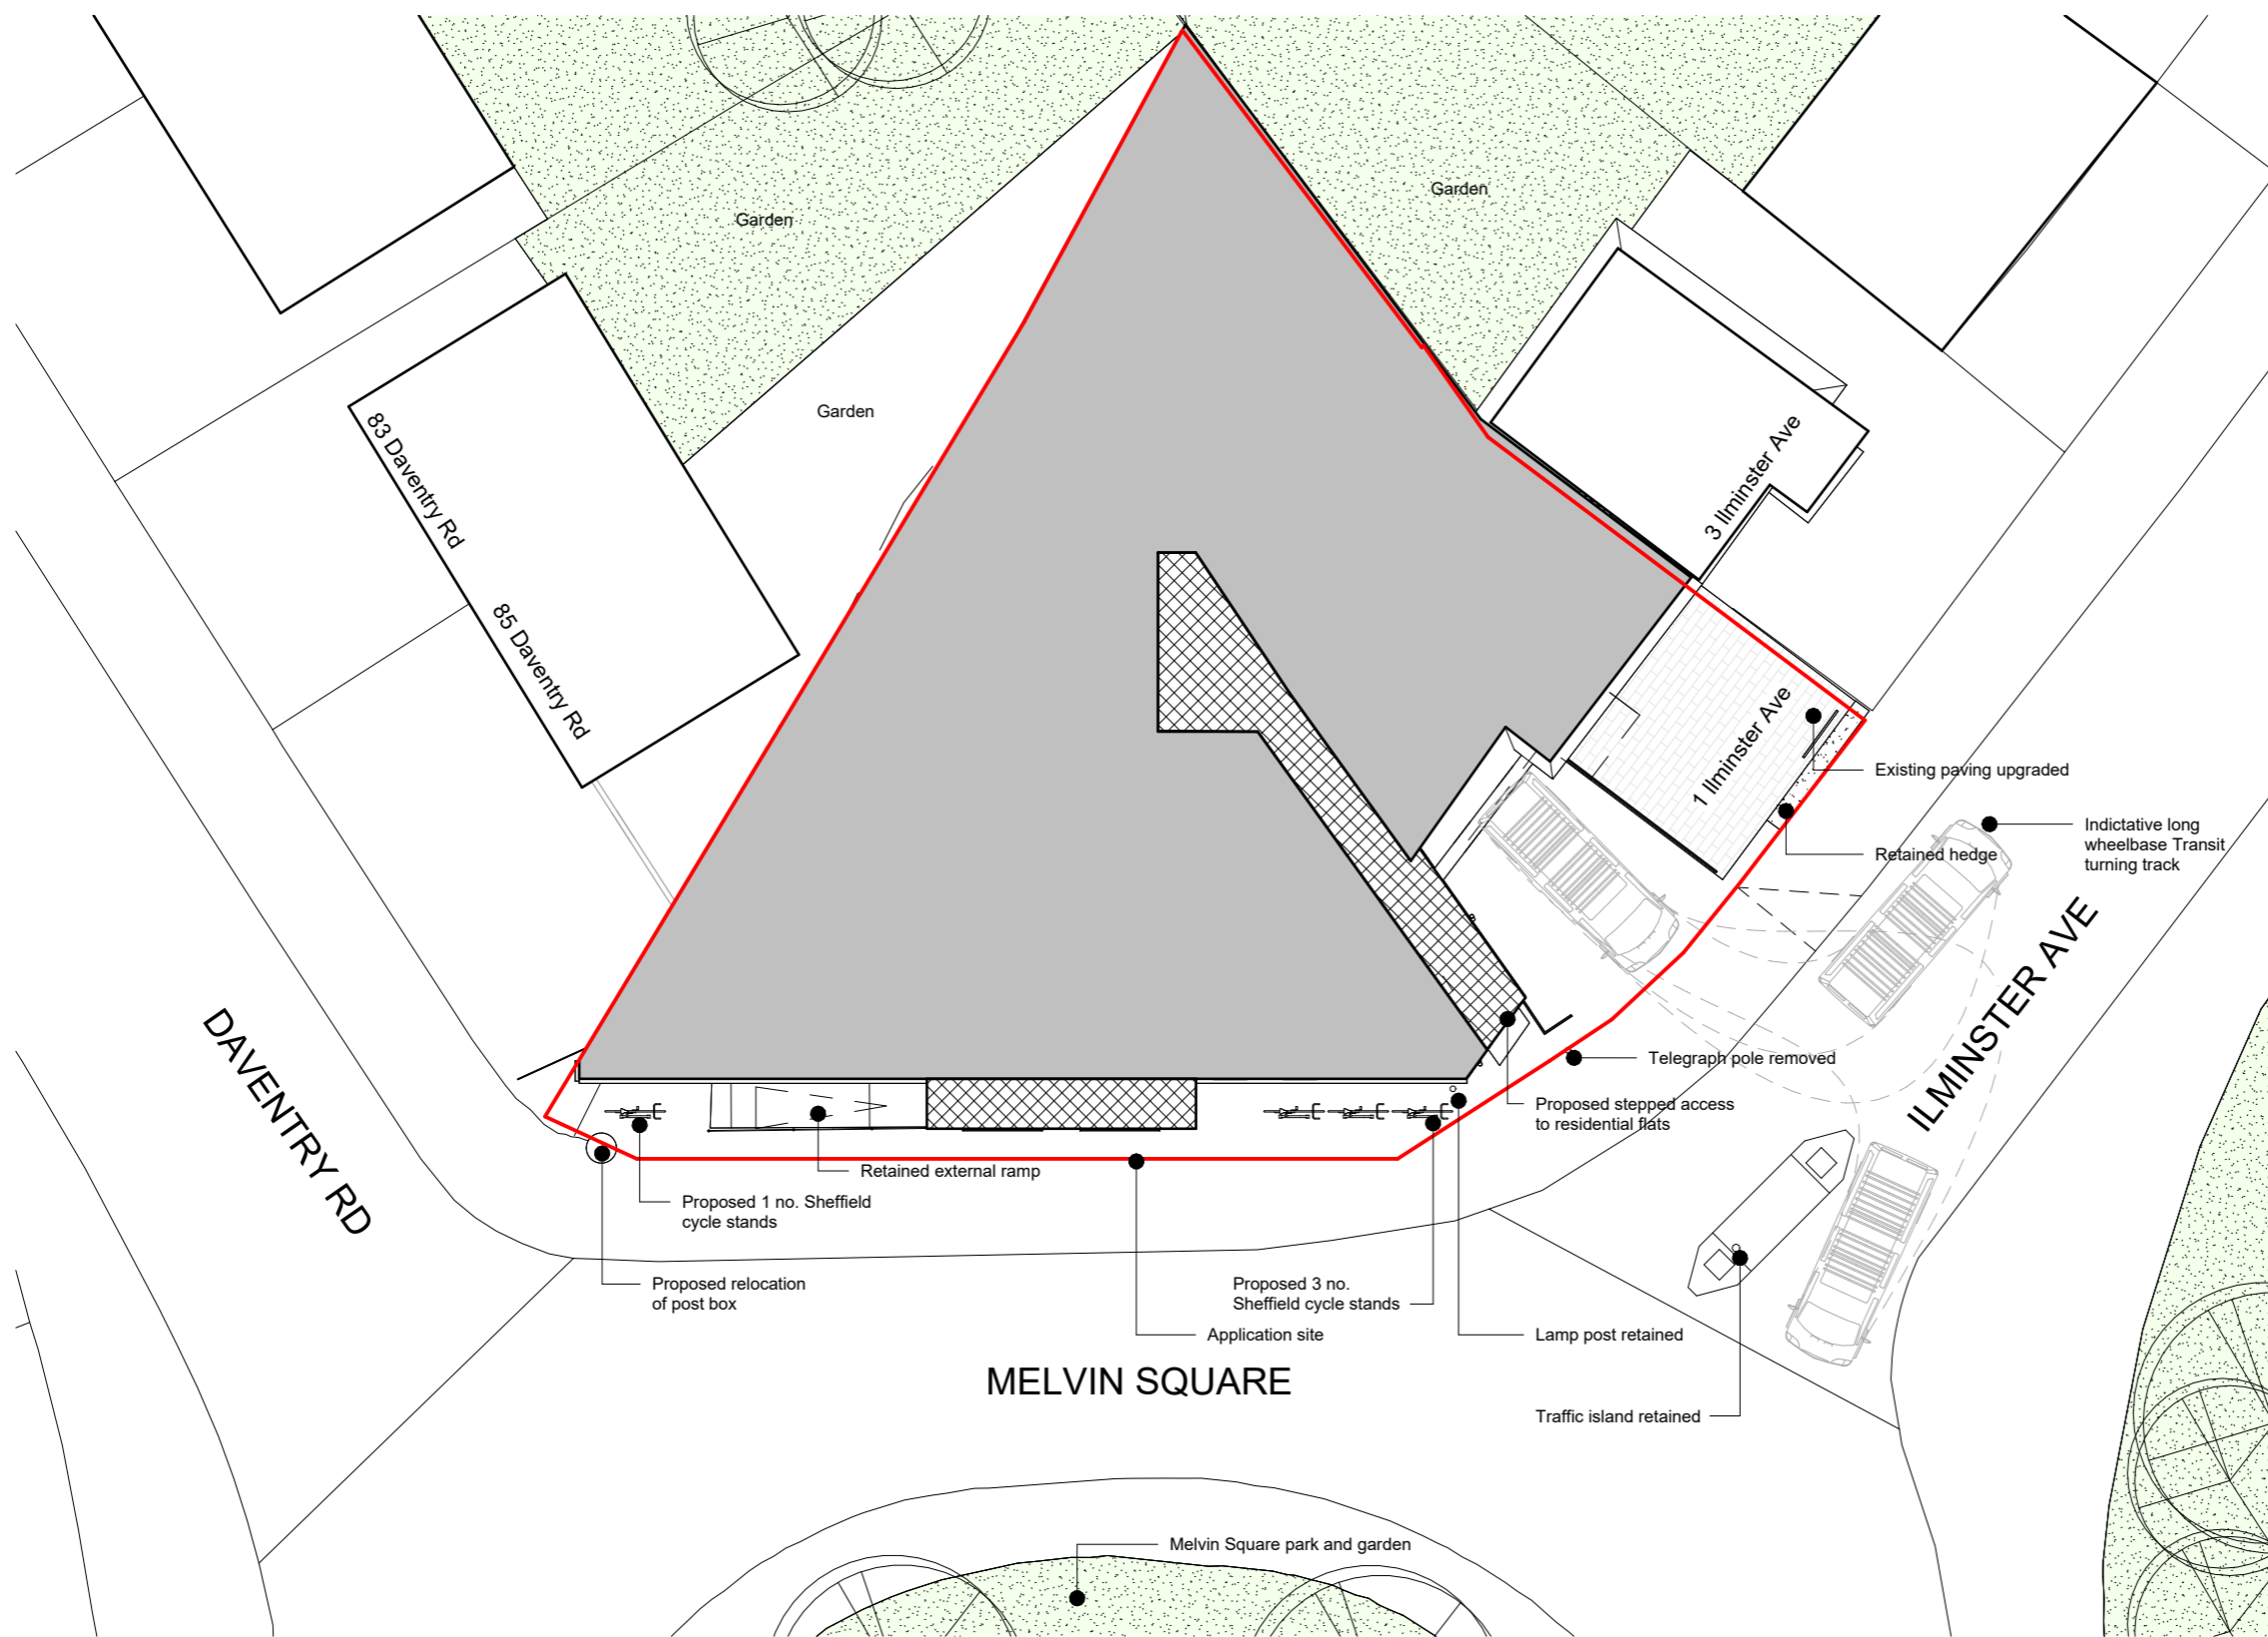 Garden
Garden
Garden
83 Daventry Rd
85 Daventry Rd
3 Ilminster Ave
1 Ilminster Ave
Existing paving upgraded
Indictative long
wheelbase Transit
turning track
Retained hedge
DAVENTRY RD
ILMINSTER AVE
Telegraph pole removed
Proposed stepped access
to residential flats
Retained external ramp
Proposed 1 no. Sheffield
cycle stands
Proposed relocation
of post box
Proposed 3 no.
Sheffield cycle stands
Application site
Lamp post retained
MELVIN SQUARE
Traffic island retained
Melvin Square park and garden